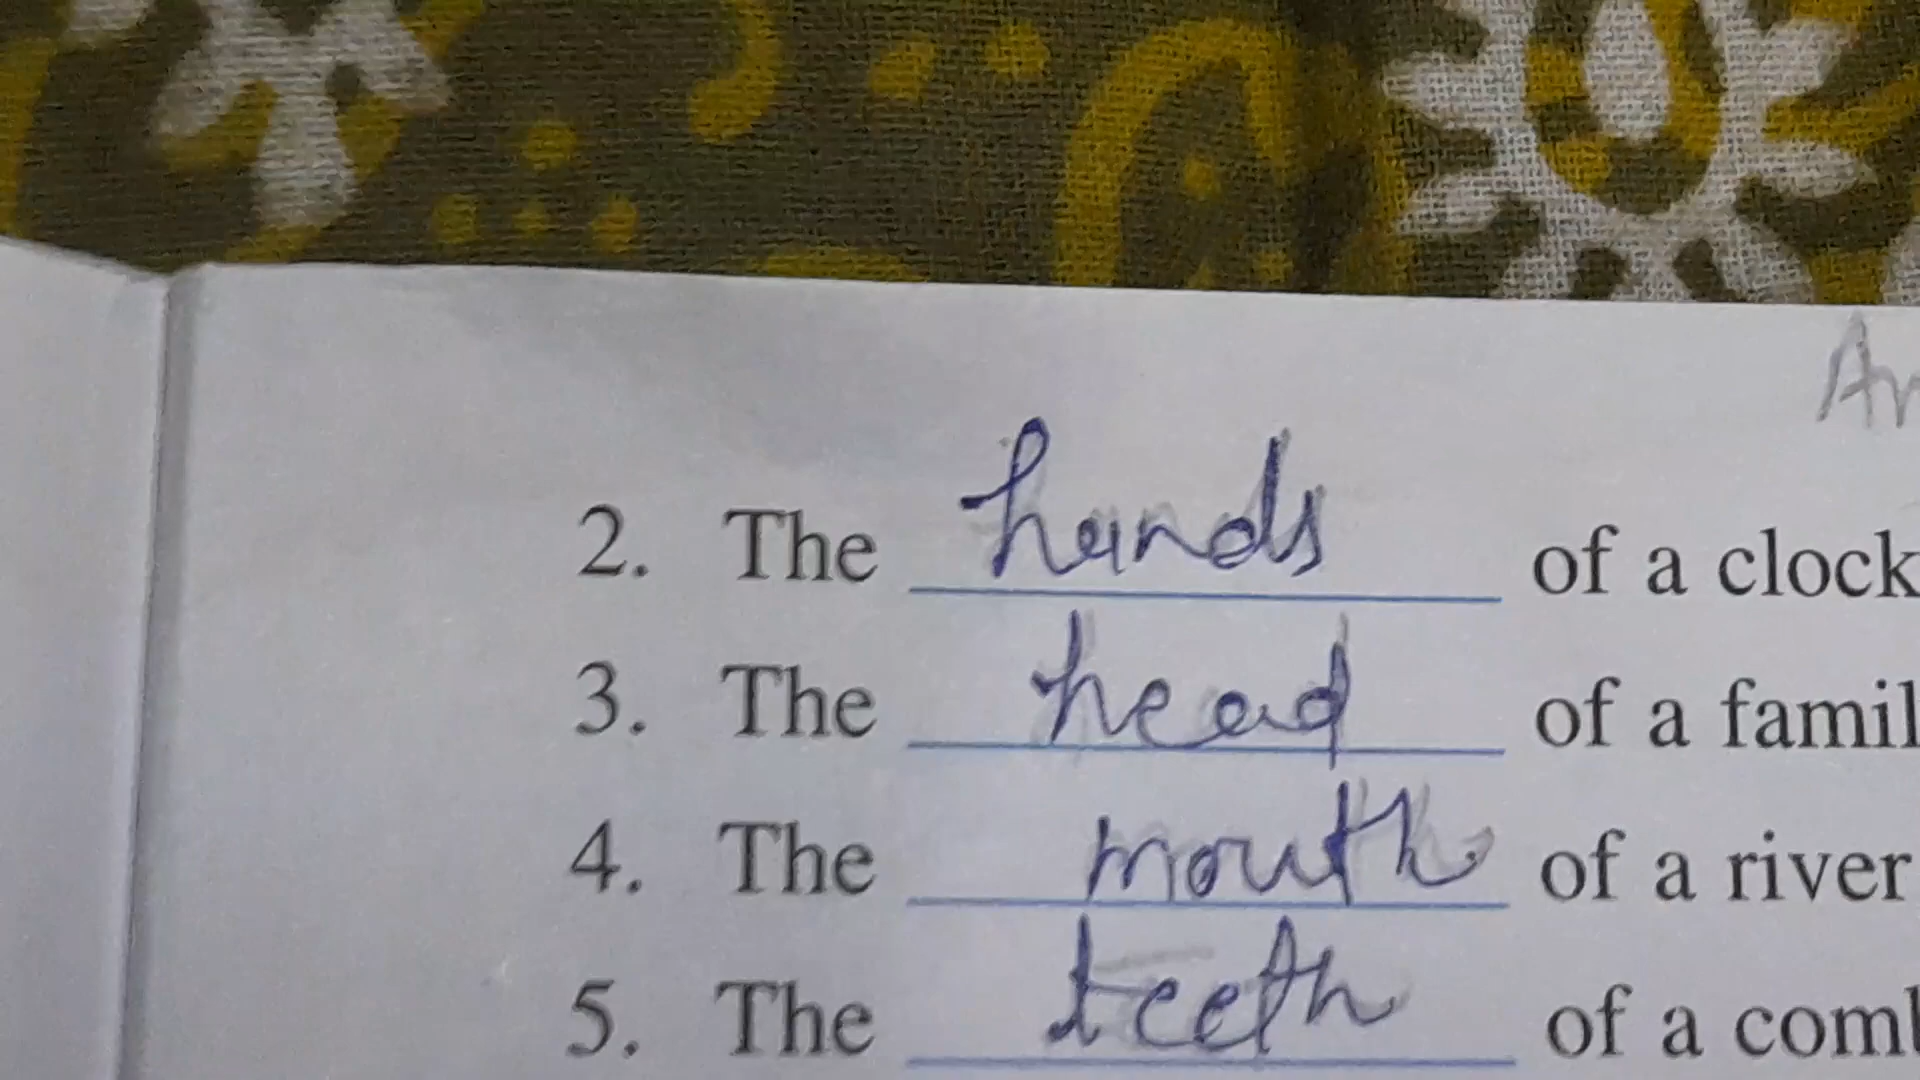 2. The hands of a clock
3. The head of a famil
4. The mouth of a river
5. The teeth of a com